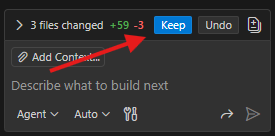 3 files changed +59 -3 Keep Undo
Add Context...
Describe what to build next
Agent Auto